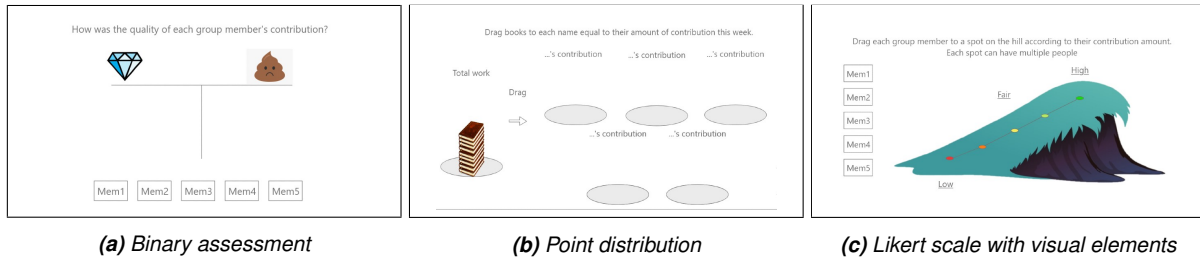 How was the quality of each group member's contribution?
Mem1 Mem2 Mem3 Mem4 Mem5
(a) Binary assessment
Drag books to each name equal to their amount of contribution this week.
...'s contribution ...'s contribution ...'s contribution
Total work
Drag
...'s contribution ...'s contribution
(b) Point distribution
Drag each group member to a spot on the hill according to their contribution amount.
Each spot can have multiple people
Mem1
Mem2
Mem3
Mem4
Mem5
High
Fair
Low
(c) Likert scale with visual elements